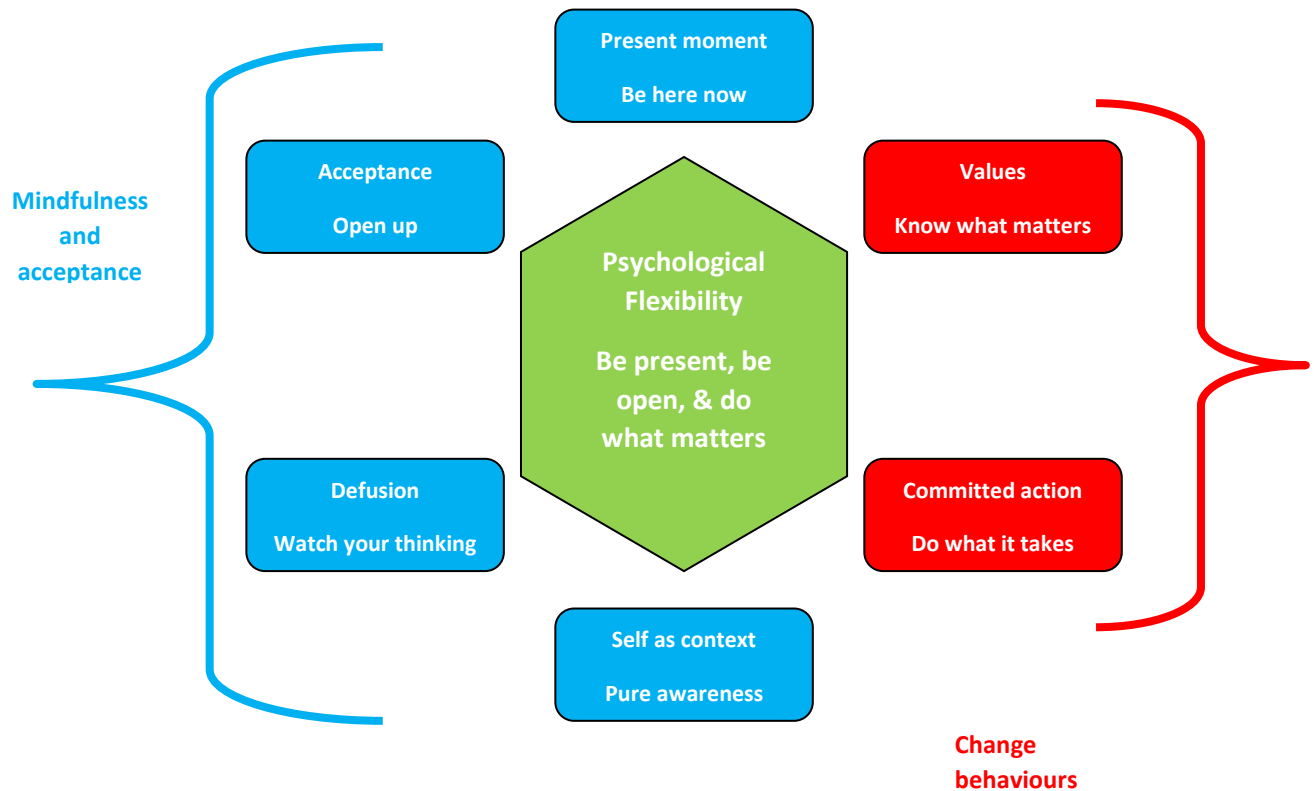 Present moment
Be here now
Acceptance
Open up
Values
Know what matters
Mindfulness
and
acceptance
Psychological
Flexibility
Be present, be
open, & do
what matters
Defusion
Watch your thinking
Committed action
Do what it takes
Self as context
Pure awareness
Change
behaviours